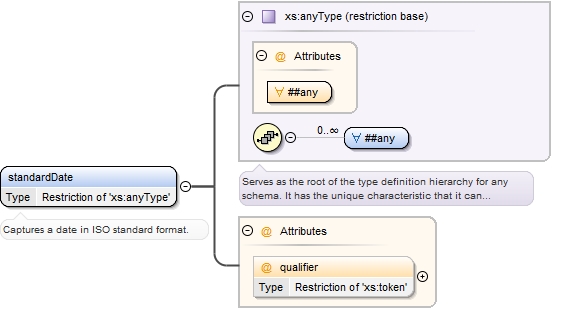 xs:anyType (restriction base)
@ Attributes
∀ ##any
0..∞
∀ ##any
standardDate
Type Restriction of 'xs:anyType'
Captures a date in ISO standard format.
Serves as the root of the type definition hierarchy for any
schema. It has the unique characteristic that it can...
@ Attributes
@ qualifier
Type Restriction of 'xs:token'